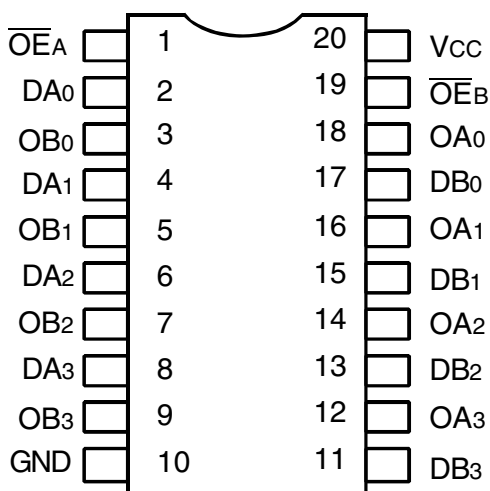 OEA 1 20 VCC
DA0 2 19 OEB
OB0 3 18 OA0
DA1 4 17 DB0
OB1 5 16 OA1
DA2 6 15 DB1
OB2 7 14 OA2
DA3 8 13 DB2
OB3 9 12 OA3
GND 10 11 DB3